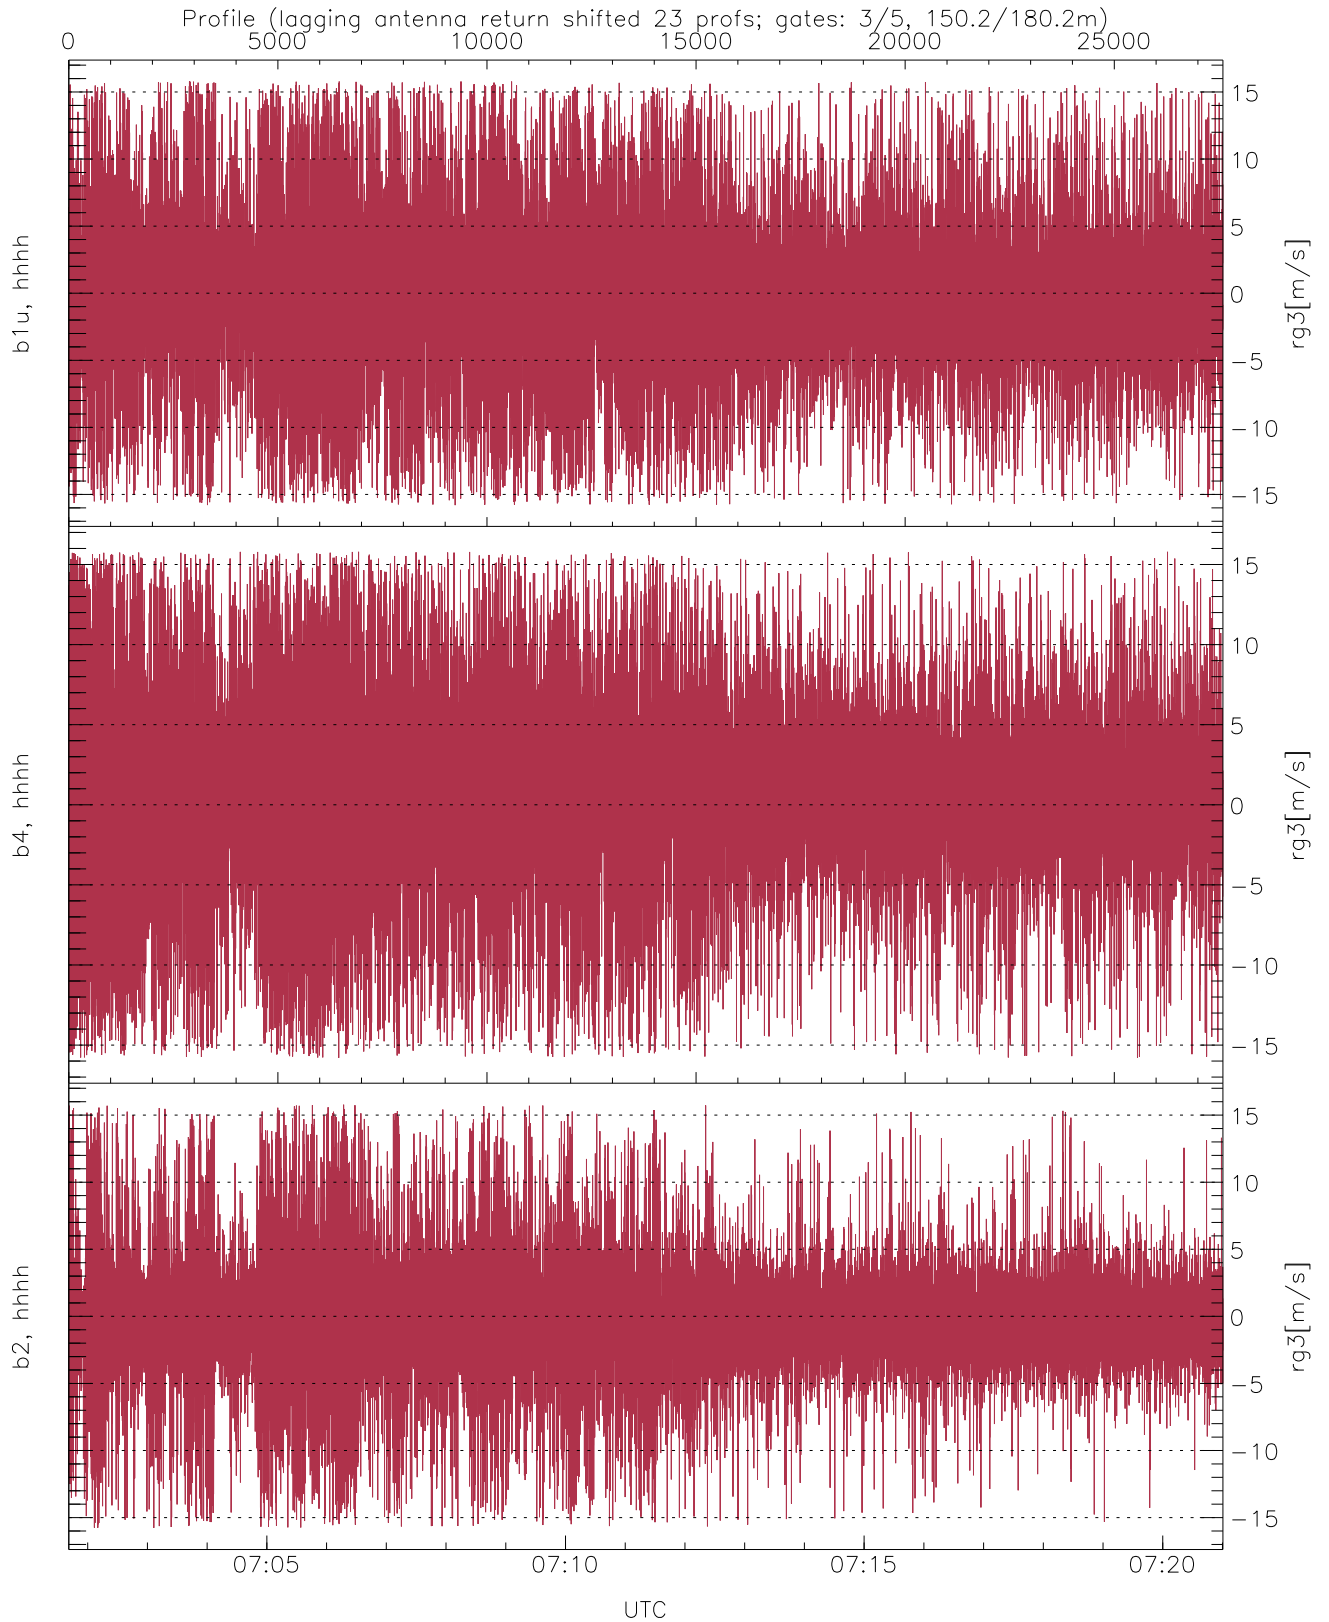 Profile (lagging antenna return shifted 23 profs; gates: 3/5, 150.2/180.2m)
0 5000 10000 15000 20000 25000
15
10
5
0
-5
-10
-15
b1u, hhhh
rg3[m/s]
15
10
5
0
-5
-10
-15
b4, hhhh
rg3[m/s]
15
10
5
0
-5
-10
-15
b2, hhhh
rg3[m/s]
07:05 07:10 07:15 07:20
UTC